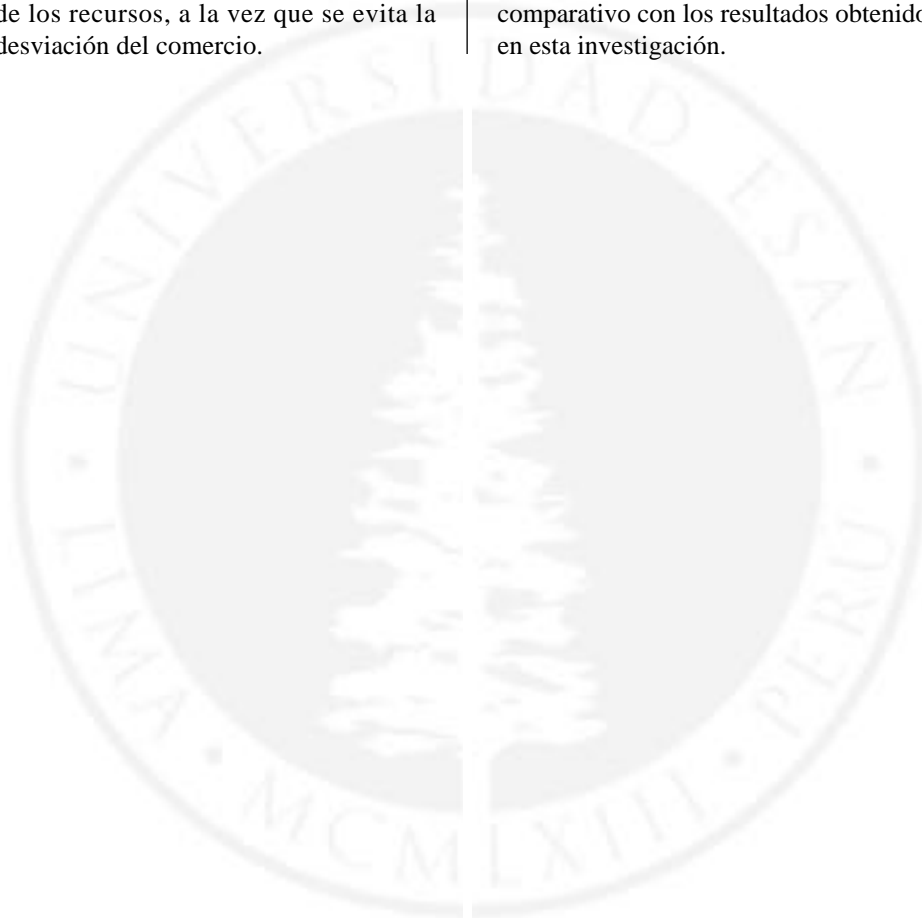 de los recursos, a la vez que se evita la
desviación del comercio.
comparativo con los resultados
en esta investigación.
UNIVERSIDAD ESAN
LIMA • MCMLXIII • PERU